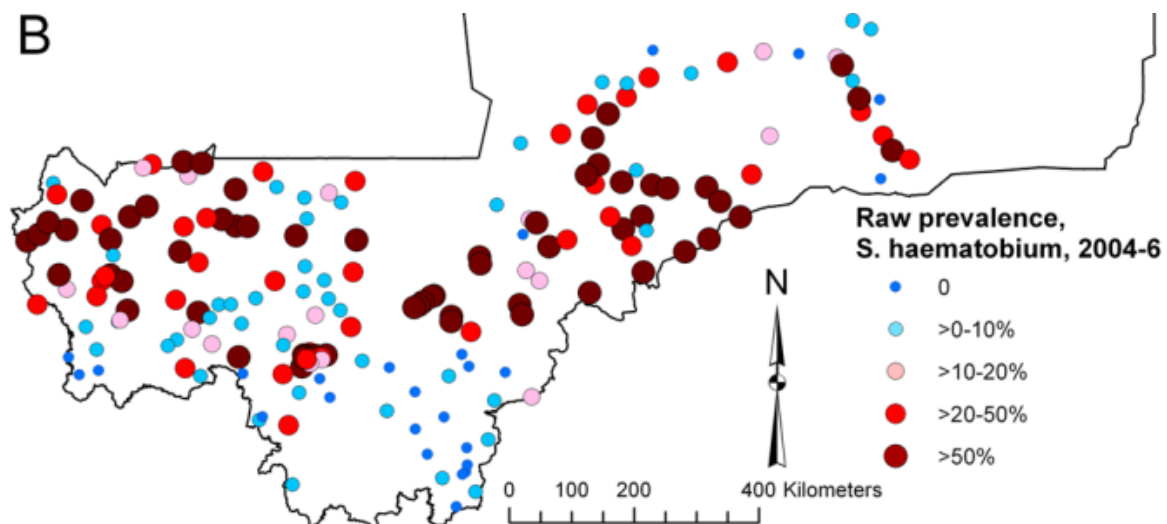 B
Raw prevalence,
S. haematobium, 2004-6
0
>0-10%
>10-20%
>20-50%
>50%
N
0 100 200 400 Kilometers